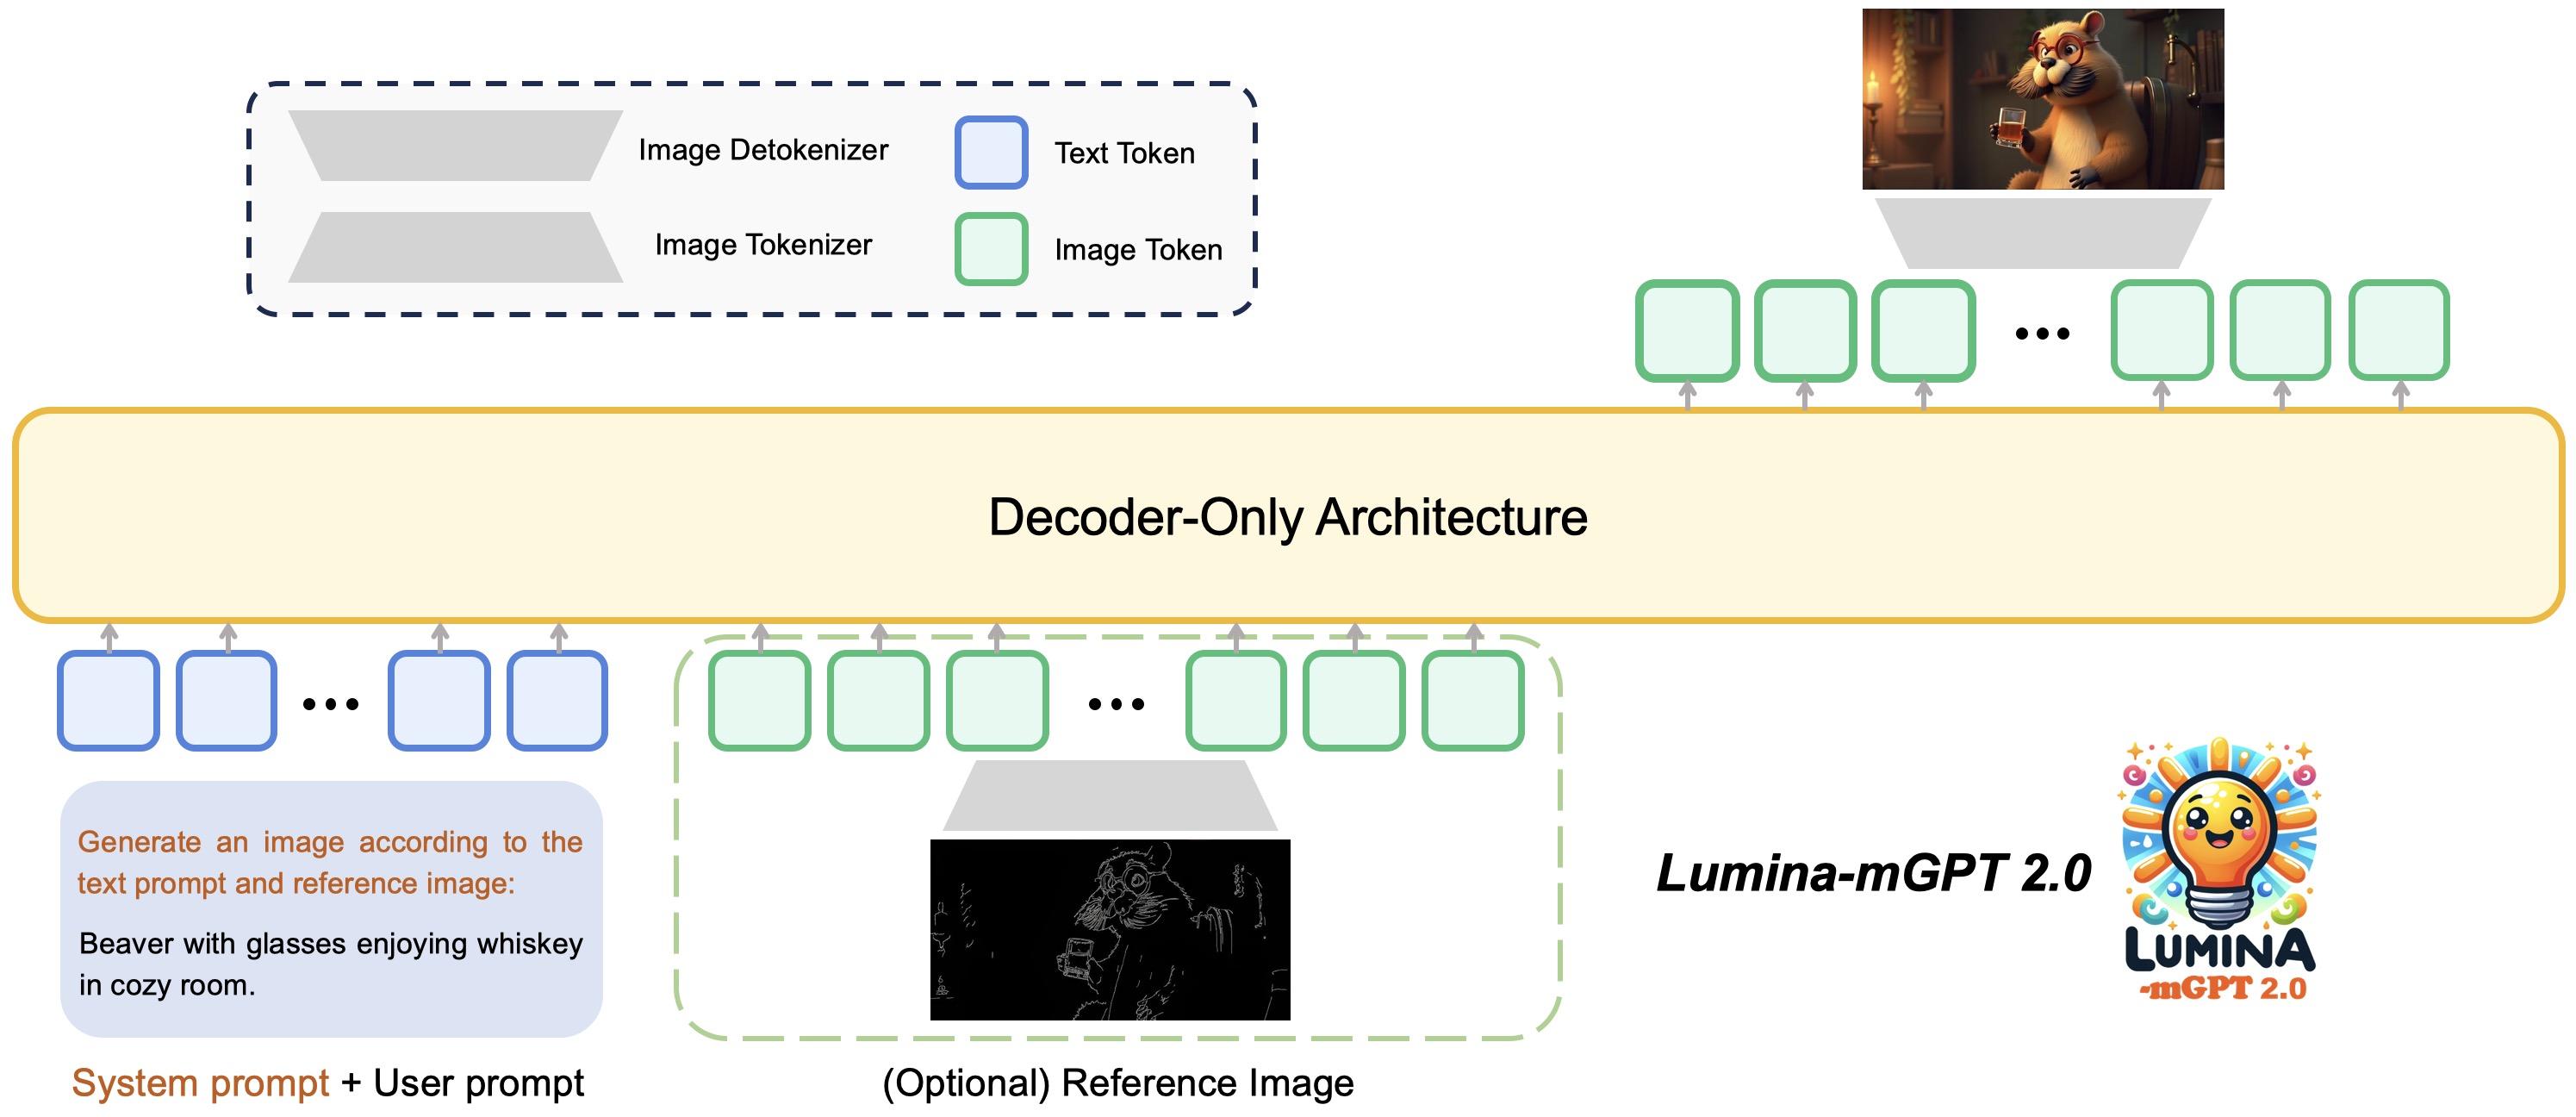 Image Detokenizer
Text Token
Image Tokenizer
Image Token
Decoder-Only Architecture
Generate an image according to the
text prompt and reference image:
Beaver with glasses enjoying whiskey
in cozy room.
System prompt + User prompt
(Optional) Reference Image
Lumina-mGPT 2.0
LUMINA
-mGPT 2.0